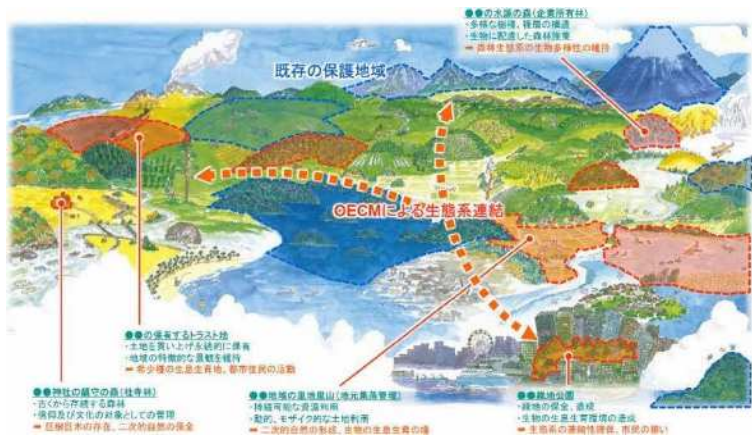 ●●の水源の森(企業所有林)
・多様な樹種、階層の構造
・生物に配慮した森林施業
➡ 森林生態系の生物多様性の維持
既存の保護地域
OECMによる生態系連結
●●の保有するトラスト地
・土地を買い上げ永続的に保有
・地域の特徴的な景観を維持
➡ 希少種の生息生育地、都市住民の活動
●●神社の鎮守の森(社寺林)
・古くから存続する森林
・信仰及び文化の対象としての管理
➡ 巨樹巨木の存在、二次的自然の保全
●●地域の里地里山(地元集落管理)
・持続可能な資源利用
・動的、モザイク的な土地利用
➡ 二次的自然の形成、生物の生息生育の場
●●緑地公園
・緑地の保全、造成
・生物の生息生育環境の造成
➡ 生態系の連続性確保、市民の憩い